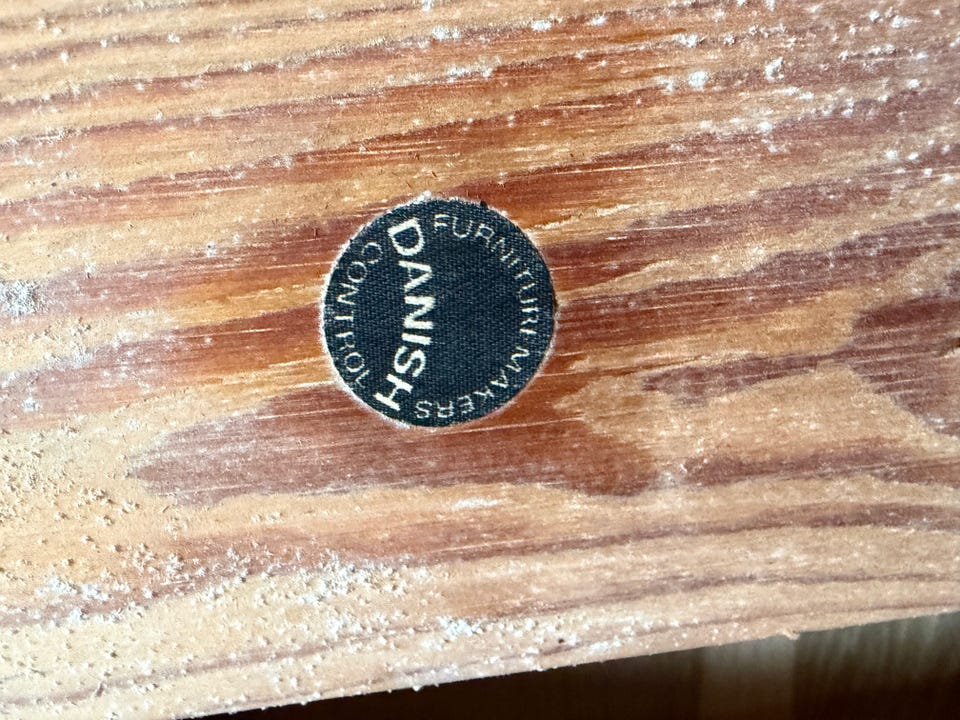 FURNITURE MAKERS
DANISH
CONTROL